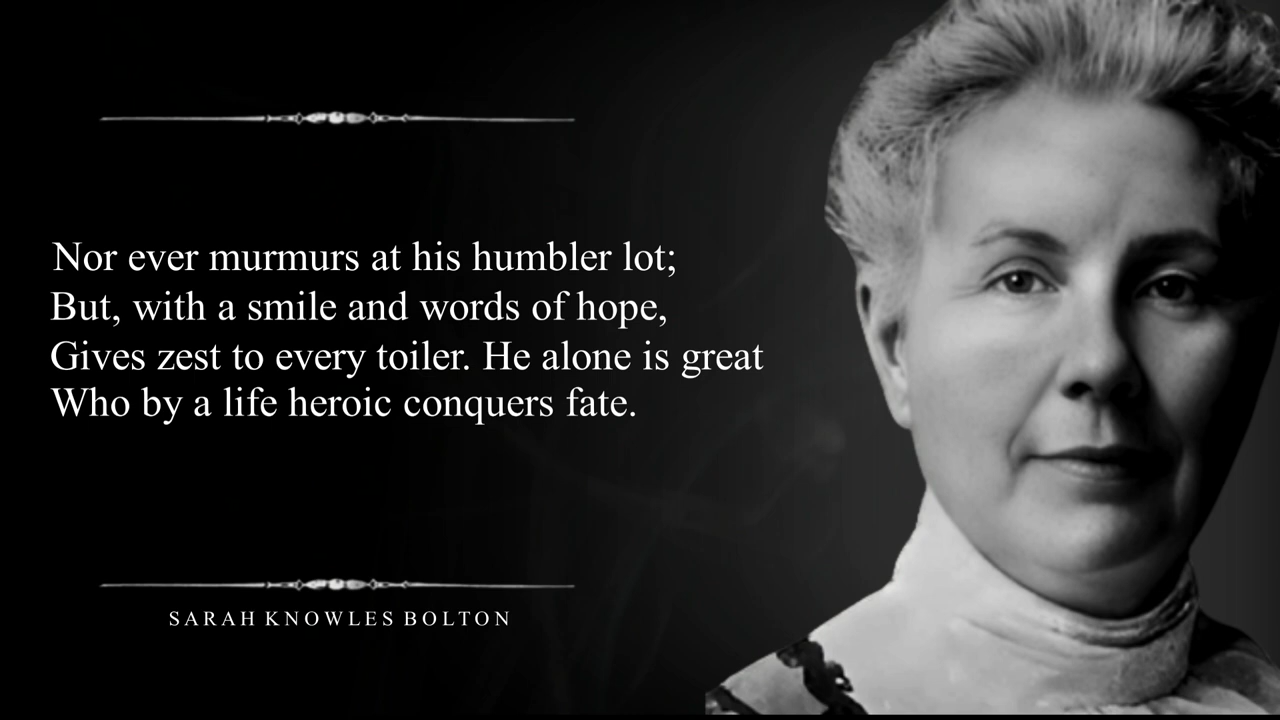 Nor ever murmurs at his humbler lot;
But, with a smile and words of hope,
Gives zest to every toiler. He alone is great
Who by a life heroic conquers fate.
SARAH KNOWLES BOLTON